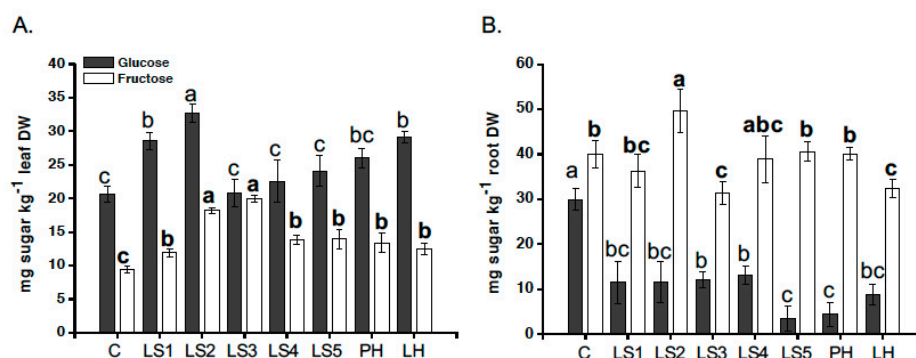 A.
mg sugar kg⁻¹ leaf DW
40
35
30
25
20
15
10
5
0
Glucose
Fructose
c
c
b
b
a
a
c
a
c
b
c
b
bc
b
b
b
C LS1 LS2 LS3 LS4 LS5 PH LH
B.
mg sugar kg⁻¹ root DW
60
50
40
30
20
10
0
a
b
bc
bc
bc
a
b
c
b
abc
c
b
c
b
bc
c
C LS1 LS2 LS3 LS4 LS5 PH LH